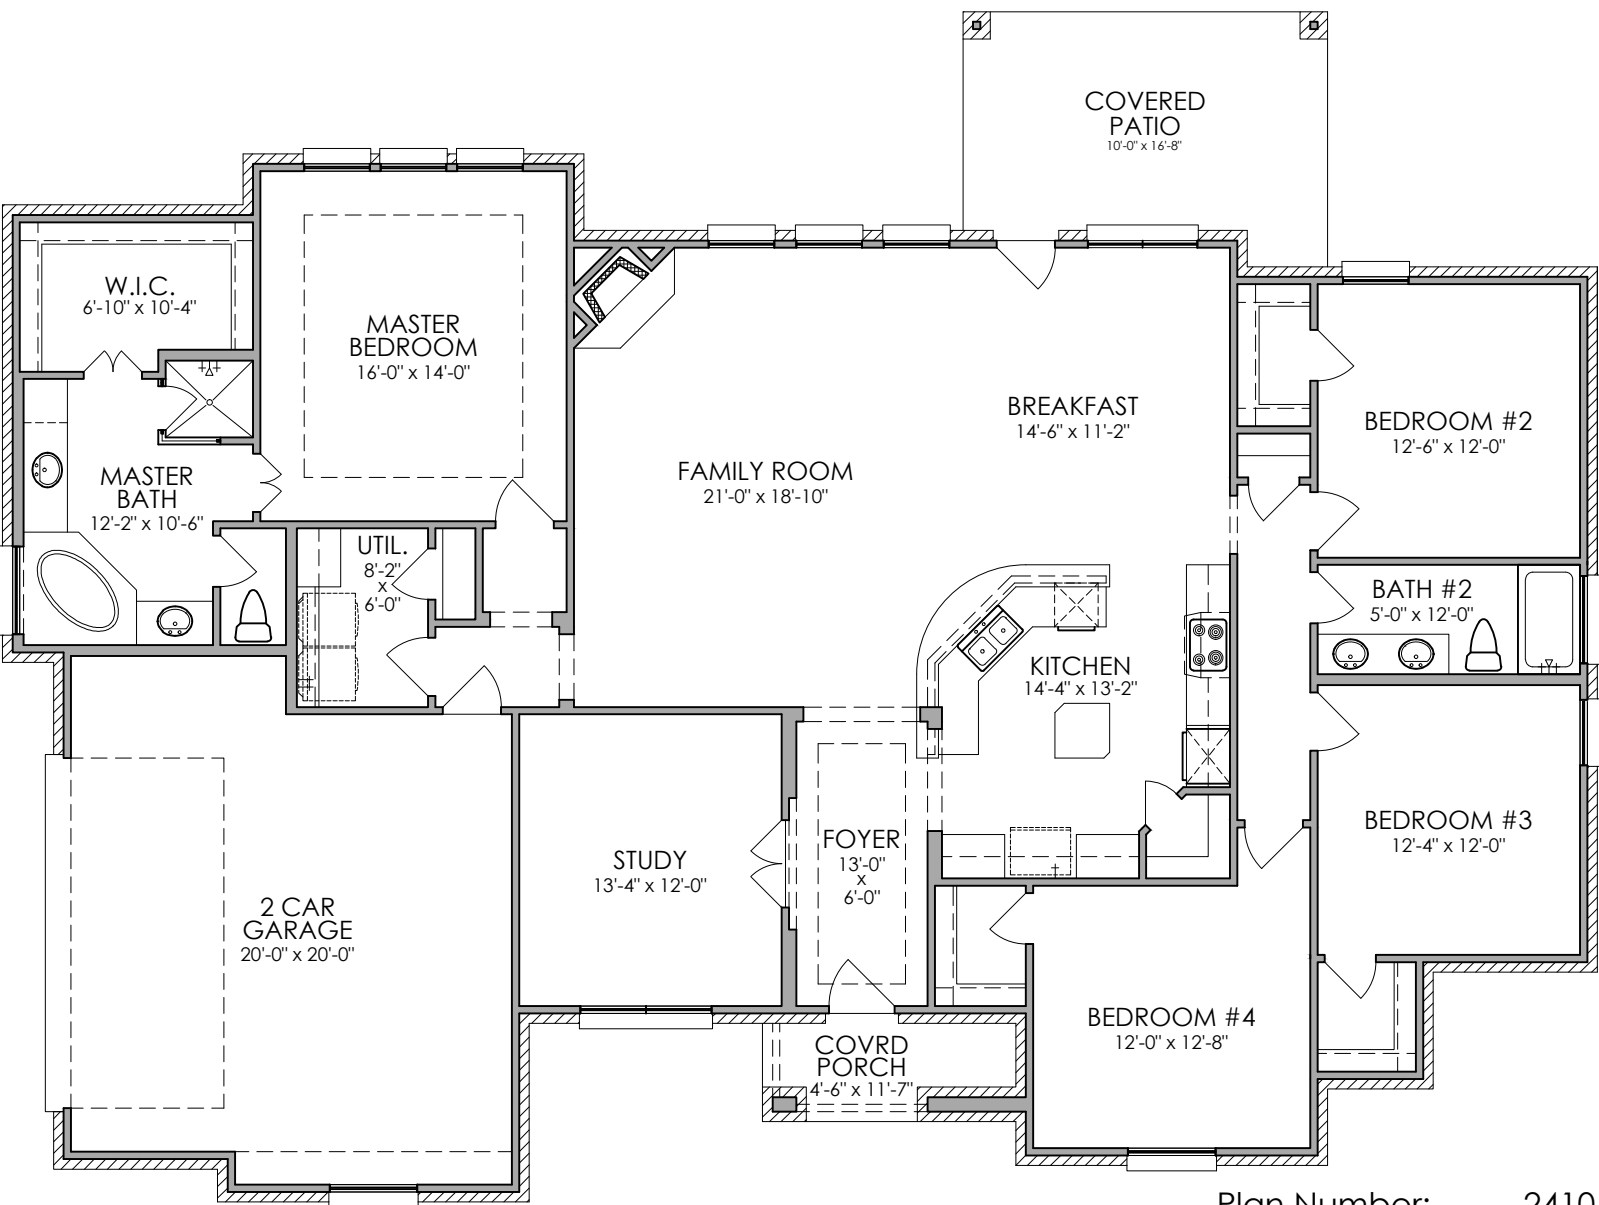 COVERED
PATIO
10'-0" x 16'-8"
W.I.C.
6'-10" x 10'-4"
MASTER
BEDROOM
16'-0" x 14'-0"
BREAKFAST
14'-6" x 11'-2"
BEDROOM #2
12'-6" x 12'-0"
MASTER
BATH
12'-2" x 10'-6"
FAMILY ROOM
21'-0" x 18'-10"
UTIL.
8'-2"
x
6'-0"
BATH #2
5'-0" x 12'-0"
KITCHEN
14'-4" x 13'-2"
FOYER
13'-0"
x
6'-0"
BEDROOM #3
12'-4" x 12'-0"
STUDY
13'-4" x 12'-0"
2 CAR
GARAGE
20'-0" x 20'-0"
BEDROOM #4
12'-0" x 12'-8"
COVRD
PORCH
4'-6" x 11'-7"
Plan Number: 2410